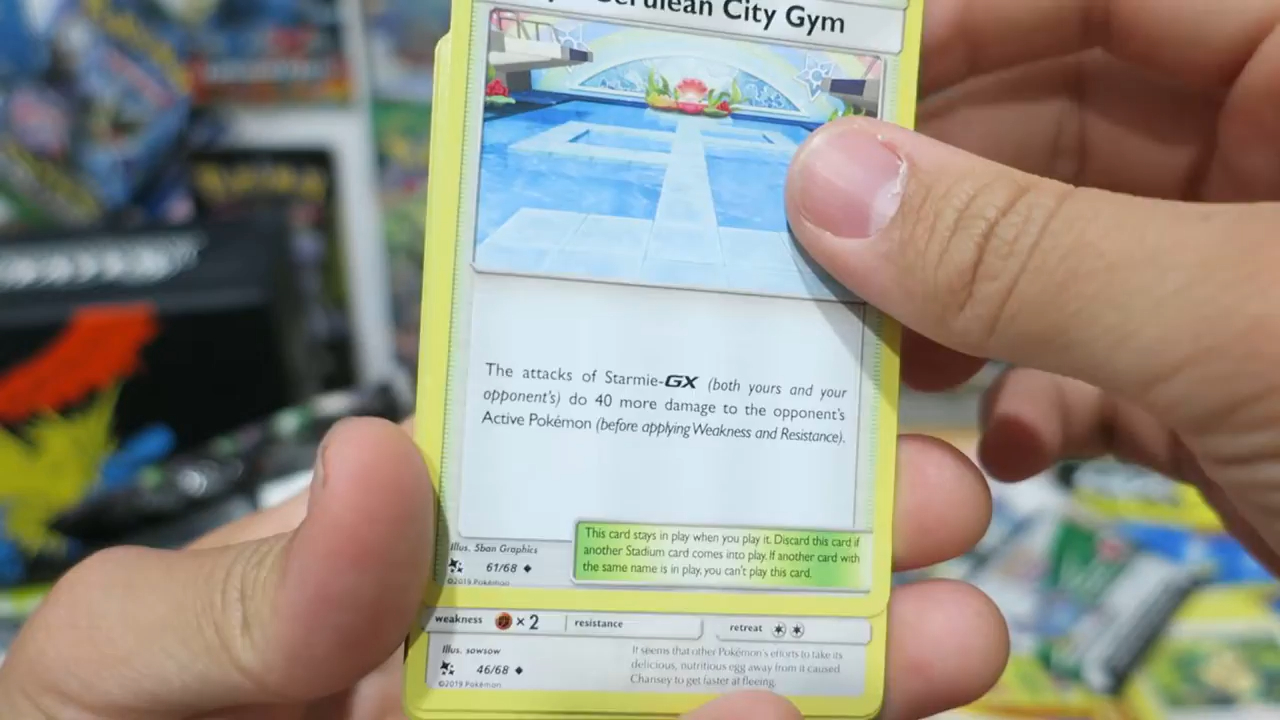 Cerulean City Gym
The attacks of Starmie-GX (both yours and your
opponent's) do 40 more damage to the opponent's
Active Pokémon (before applying Weakness and Resistance).
This card stays in play when you play it. Discard this card if
another Stadium card comes into play. If another card with
the same name is in play, you can't play this card.
Illus. 5ban Graphics
61/68
©2019 Pokémon
weakness ×2 resistance retreat
Illus. sowsow
46/68
©2019 Pokémon
It seems that other Pokémon's efforts to take its
delicious, nutritious egg away from it caused
Chansey to get faster at fleeing.